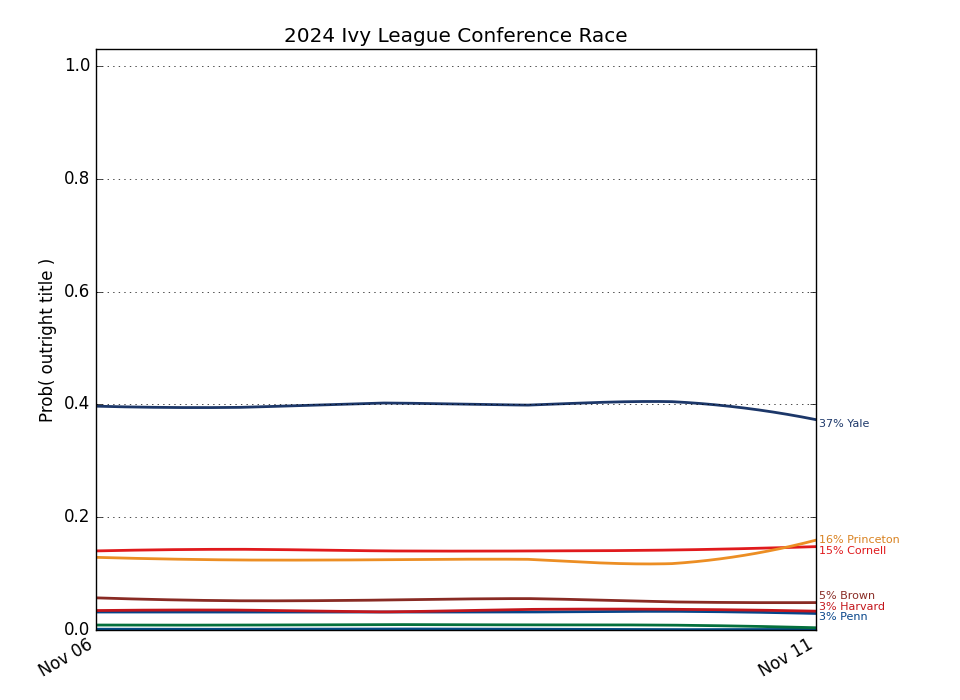 2024 Ivy League Conference Race
1.0
0.8
0.6
0.4
0.2
0.0
Prob( outright title )
37% Yale
16% Princeton
15% Cornell
5% Brown
3% Harvard
3% Penn
Nov 06
Nov 11